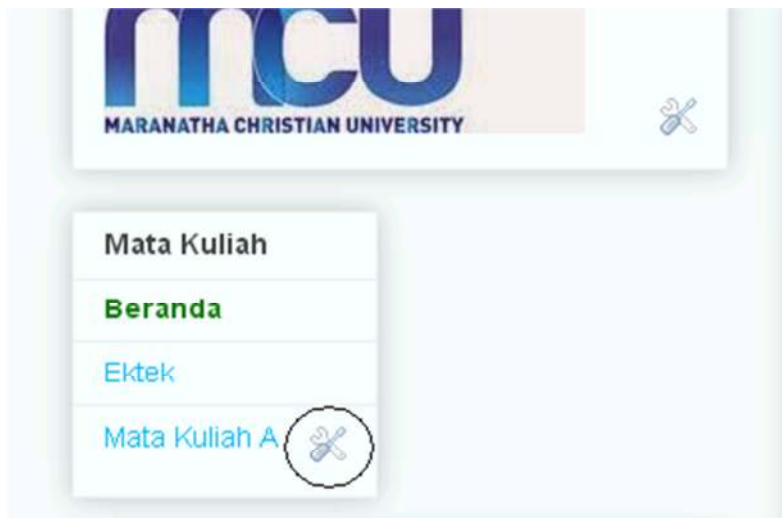 mcu
MARANATHA CHRISTIAN UNIVERSITY
Mata Kuliah
Beranda
Ektek
Mata Kuliah A